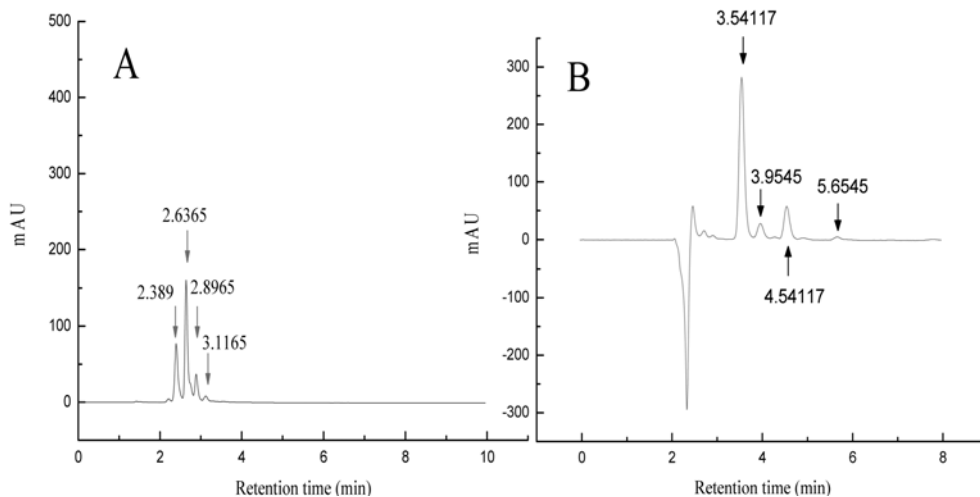 A
500
400
300
200
100
0
mAU
2.389
2.6365
2.8965
3.1165
0 2 4 6 8 10
Retention time (min)
B
300
200
100
0
-100
-200
-300
mAU
3.54117
3.9545
5.6545
4.54117
0 2 4 6 8
Retention time (min)